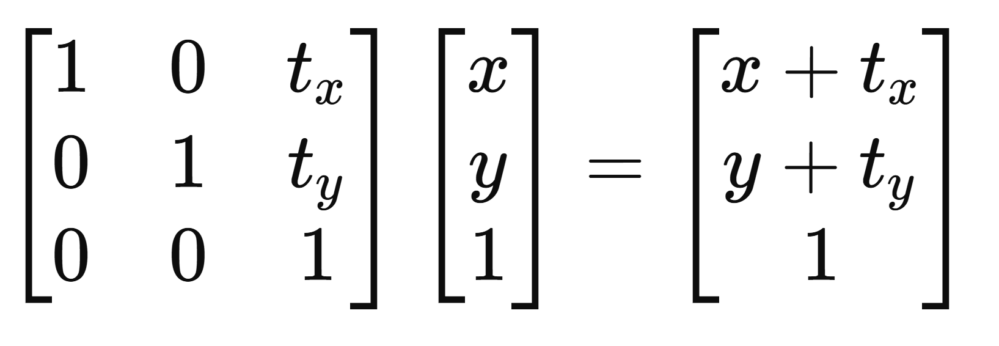 1 0 t_x x x + t_x
0 1 t_y y = y + t_y
0 0 1 1 1